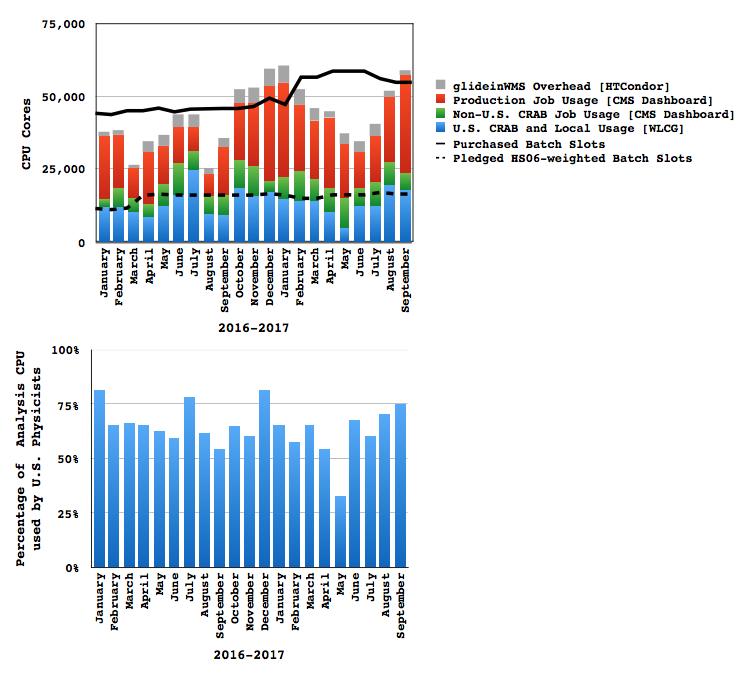 75,000
50,000
25,000
0
CPU Cores
January
February
March
April
May
June
July
August
September
October
November
December
January
February
March
April
May
June
July
August
September
2016-2017
glideinWMS Overhead [HTCondor]
Production Job Usage [CMS Dashboard]
Non-U.S. CRAB Job Usage [CMS Dashboard]
U.S. CRAB and Local Usage [WLCG]
Purchased Batch Slots
Pledged HS06-weighted Batch Slots
100%
75%
50%
25%
0%
Percentage of Analysis CPU
used by U.S. Physicists
January
February
March
April
May
June
July
August
September
October
November
December
January
February
March
April
May
June
July
August
September
2016-2017